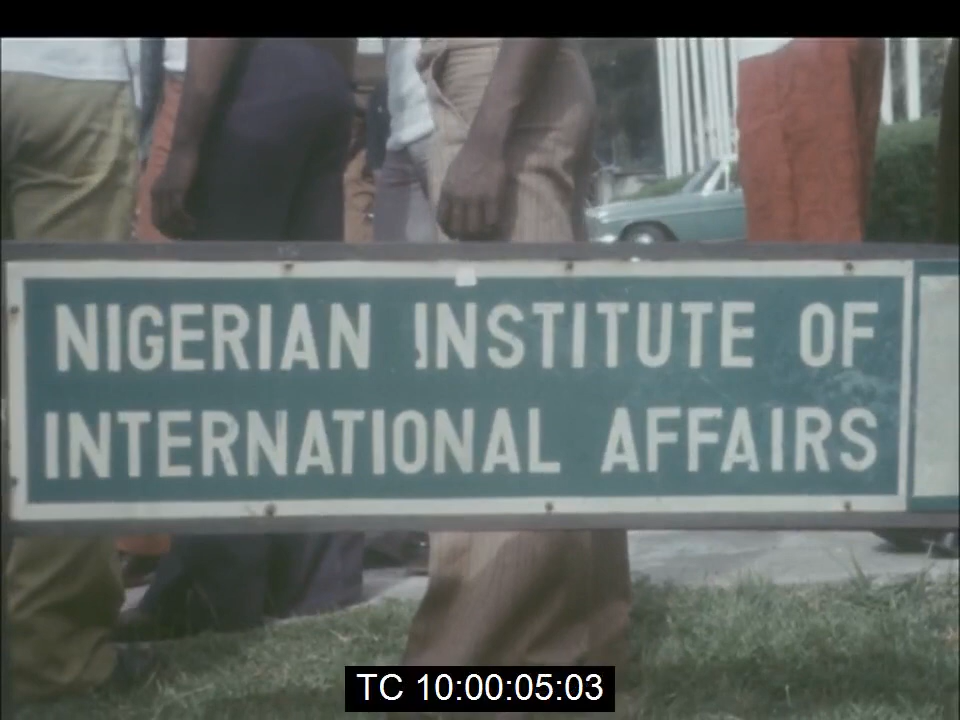 NIGERIAN INSTITUTE OF
INTERNATIONAL AFFAIRS
TC 10:00:05:03